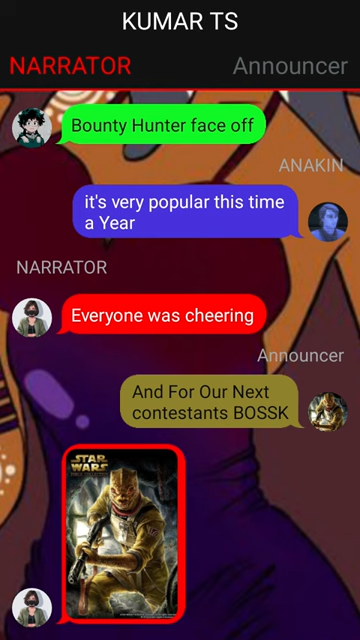 KUMAR TS
NARRATOR
Announcer
Bounty Hunter face off
ANAKIN
it's very popular this time
a Year
NARRATOR
Everyone was cheering
Announcer
And For Our Next
contestants BOSSK
STAR
WARS